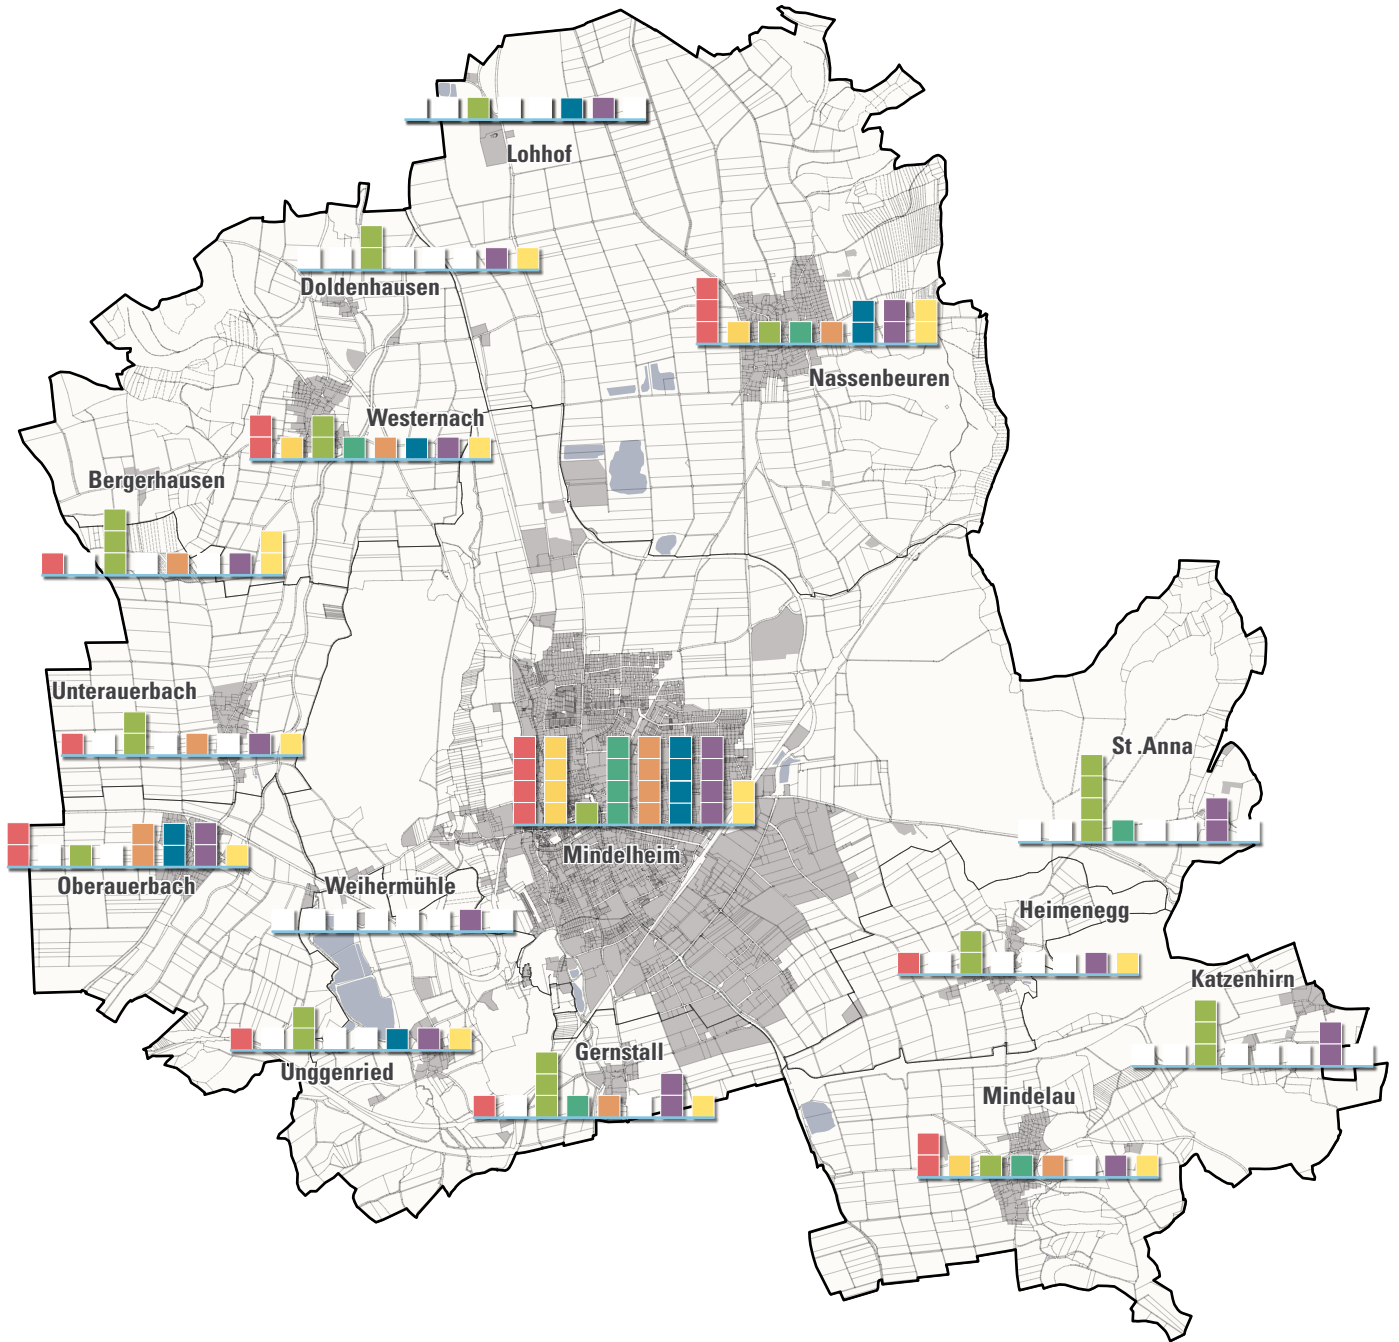 Lohhof
Doldenhausen
Nassenbeuren
Westernach
Bergerhausen
Unterauerbach
St .Anna
Mindelheim
Oberauerbach
Weihermühle
Heimenegg
Katzenhirn
Gernstall
Unggenried
Mindelau